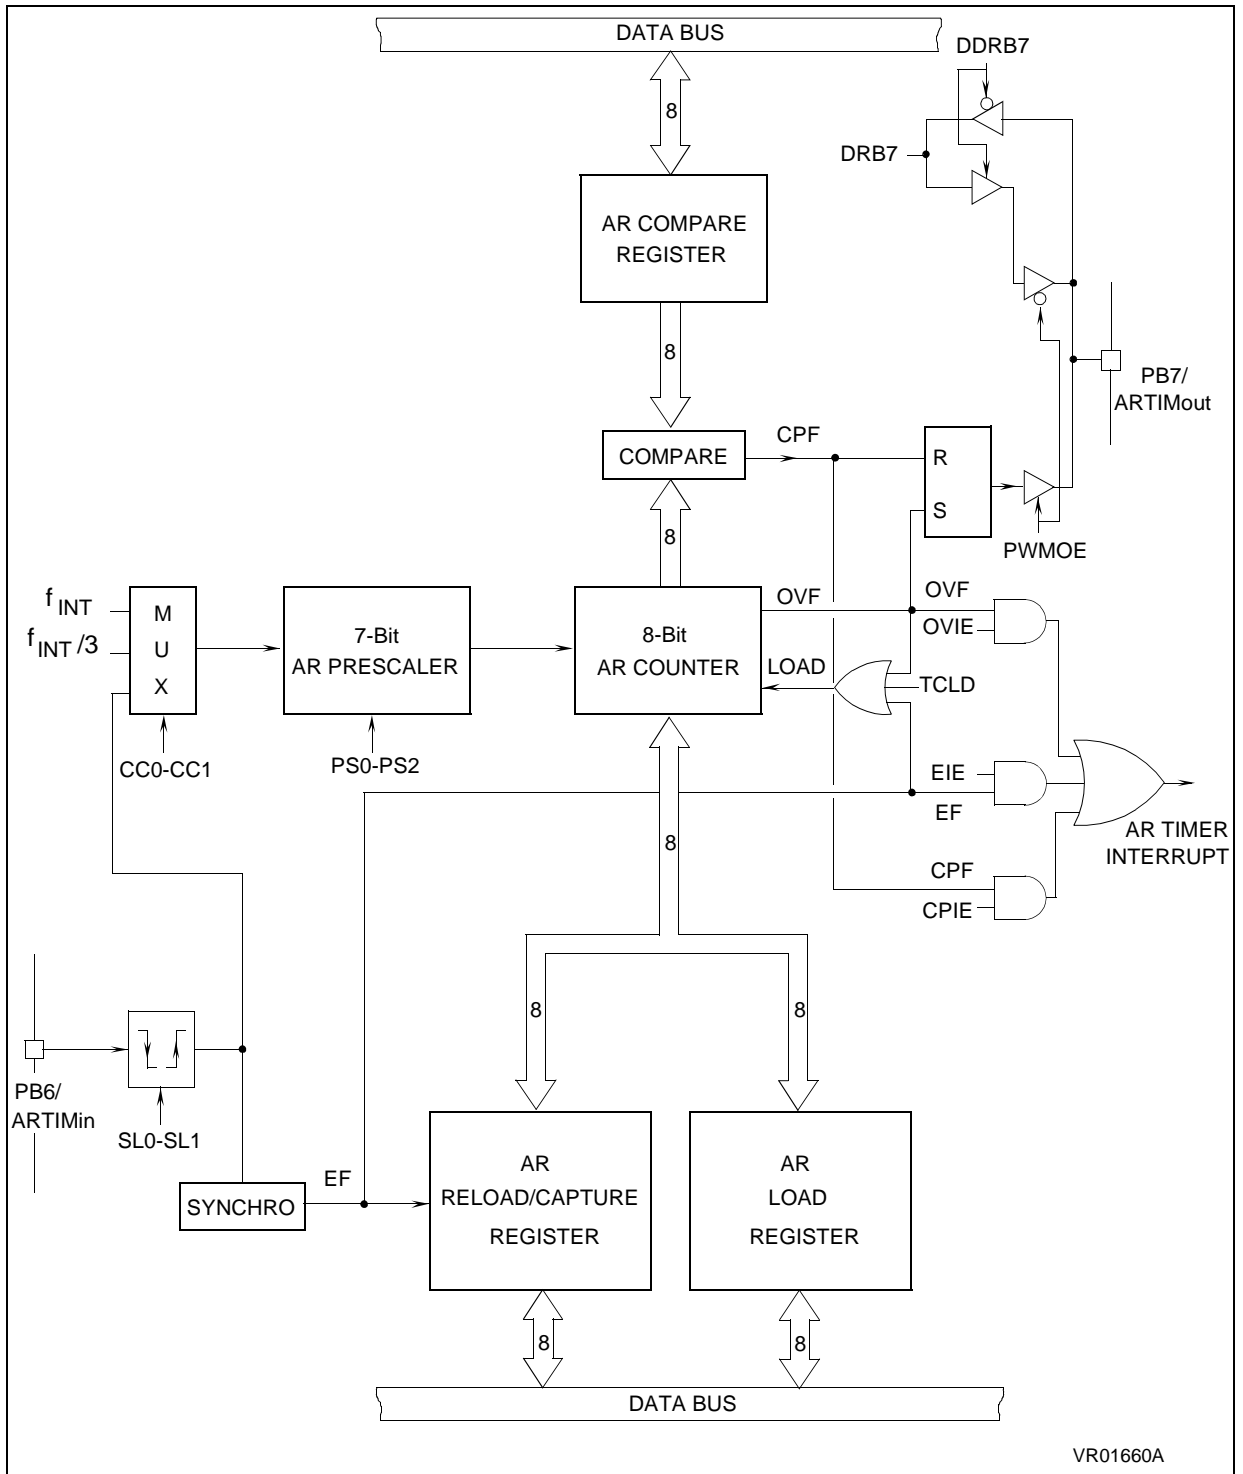 DATA BUS
DDRB7
8
DRB7
AR COMPARE
REGISTER
8
PB7/
ARTIMout
CPF
COMPARE
R
S
8
PWMOE
f INT
M
OVF
OVF
7-Bit
8-Bit
OVIE
f INT /3
U
AR PRESCALER
AR COUNTER
LOAD
X
TCLD
CC0-CC1
PS0-PS2
EIE
EF
AR TIMER
INTERRUPT
8
CPF
CPIE
8
8
PB6/
ARTIMin
SL0-SL1
AR
RELOAD/CAPTURE
REGISTER
AR
LOAD
REGISTER
EF
SYNCHRO
8
8
DATA BUS
VR01660A